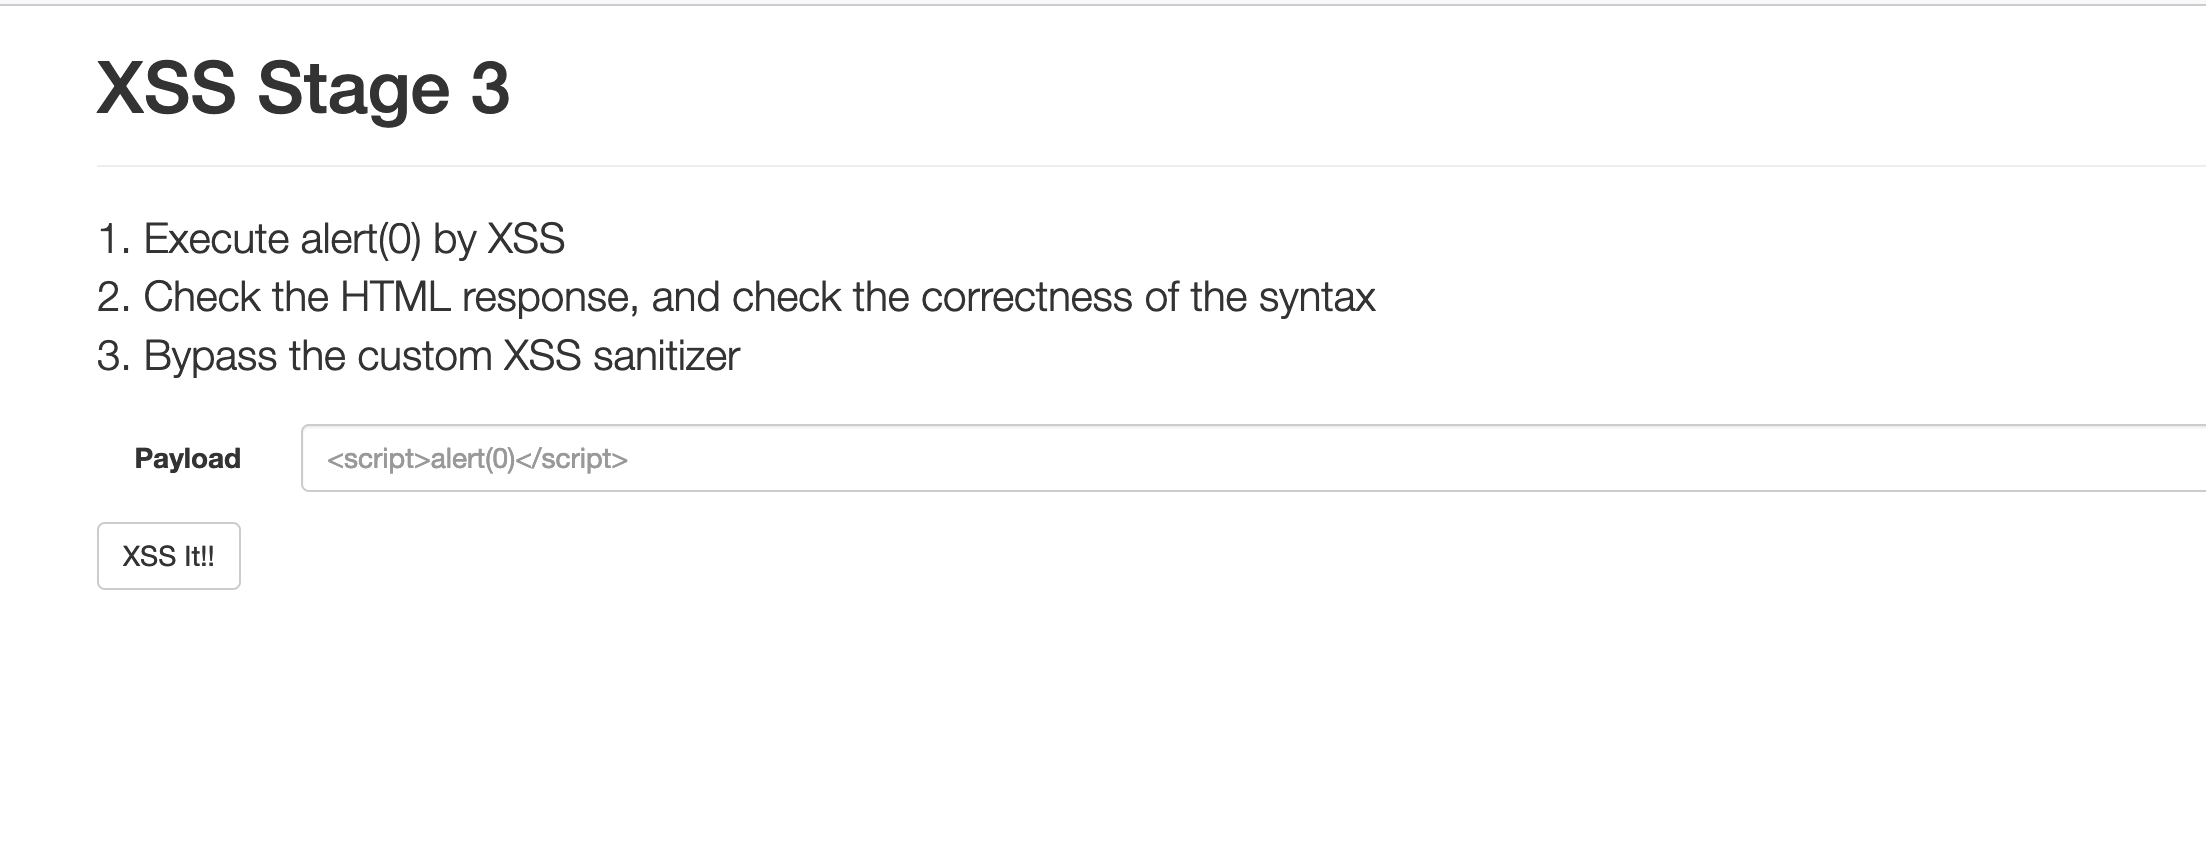 XSS Stage 3
1. Execute alert(0) by XSS
2. Check the HTML response, and check the correctness of the syntax
3. Bypass the custom XSS sanitizer
Payload <script>alert(0)</script>
XSS It!!